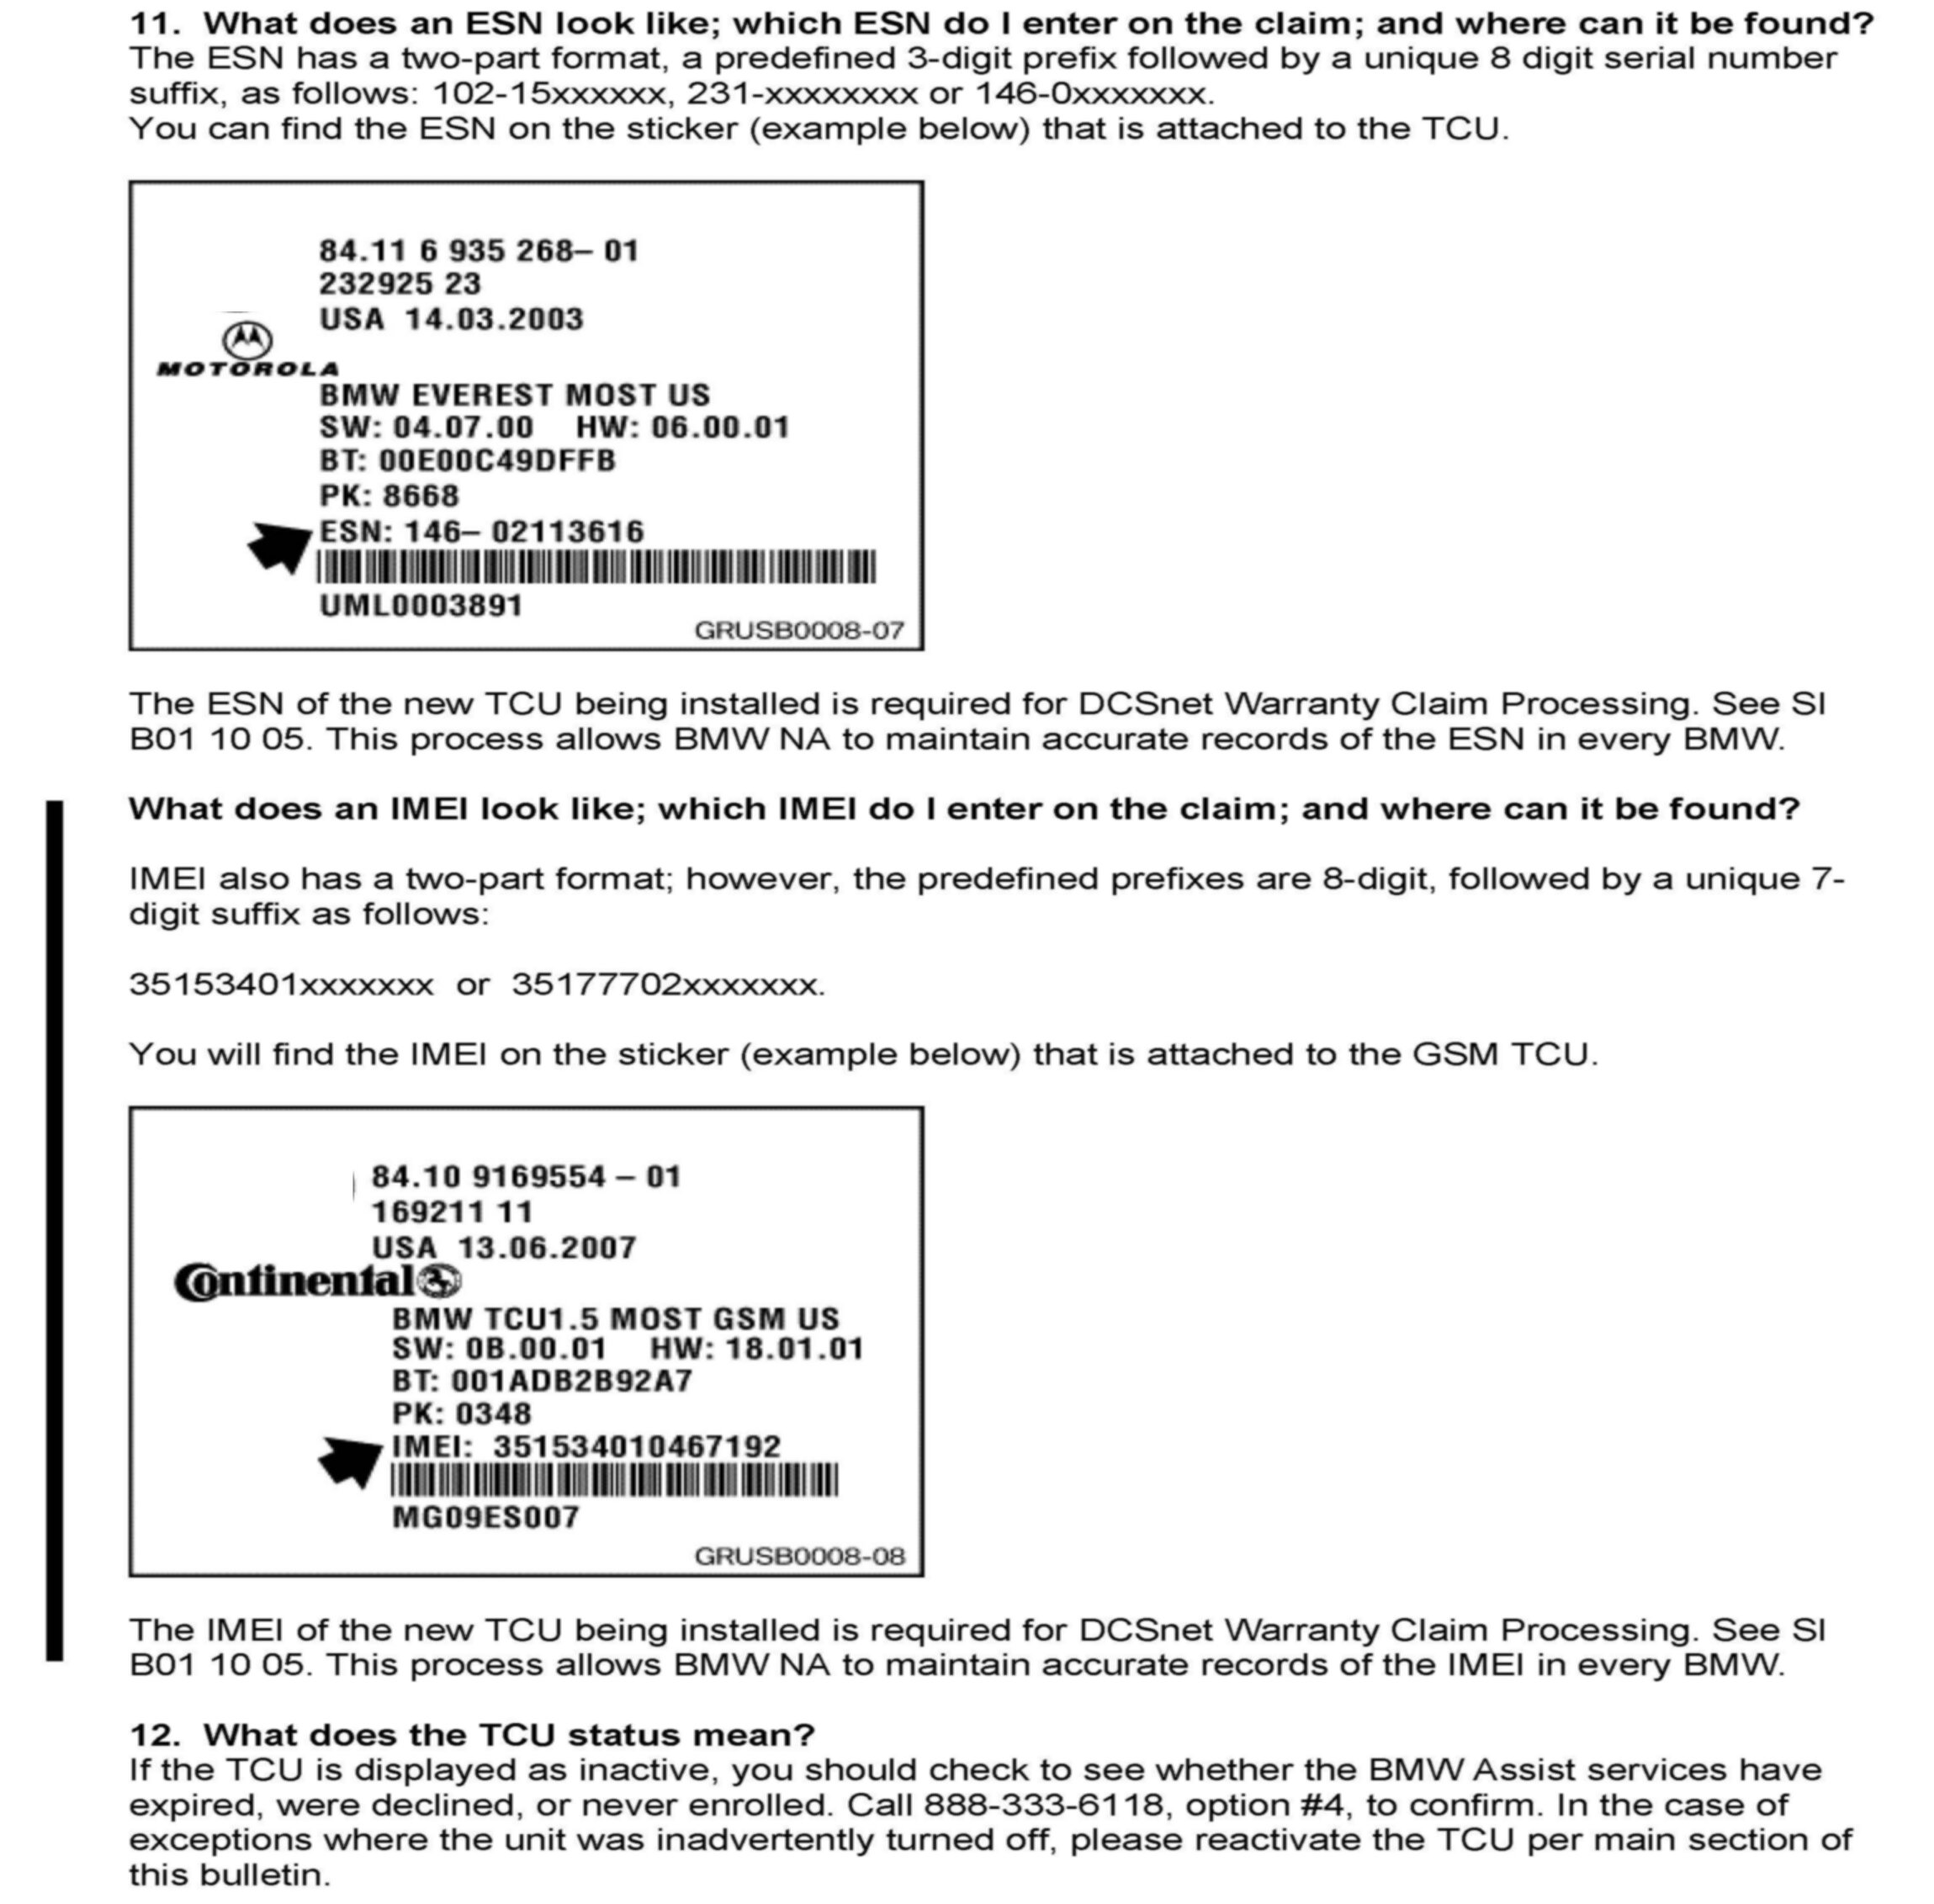 11. What does an ESN look like; which ESN do I enter on the claim; and where can it be found?
The ESN has a two-part format, a predefined 3-digit prefix followed by a unique 8 digit serial number
suffix, as follows: 102-15xxxxxx, 231-xxxxxxxx or 146-0xxxxxxx.
You can find the ESN on the sticker (example below) that is attached to the TCU.
84.11 6 935 268– 01
232925 23
USA 14.03.2003
MOTOROLA
BMW EVEREST MOST US
SW: 04.07.00 HW: 06.00.01
BT: 00E00C49DFFB
PK: 8668
ESN: 146– 02113616
UML0003891
GRUSB0008-07
The ESN of the new TCU being installed is required for DCSnet Warranty Claim Processing. See SI
B01 10 05. This process allows BMW NA to maintain accurate records of the ESN in every BMW.
What does an IMEI look like; which IMEI do I enter on the claim; and where can it be found?
IMEI also has a two-part format; however, the predefined prefixes are 8-digit, followed by a unique 7-
digit suffix as follows:
35153401xxxxxxx or 35177702xxxxxxx.
You will find the IMEI on the sticker (example below) that is attached to the GSM TCU.
84.10 9169554 – 01
169211 11
USA 13.06.2007
Continental
BMW TCU1.5 MOST GSM US
SW: 0B.00.01 HW: 18.01.01
BT: 001ADB2B92A7
PK: 0348
IMEI: 351534010467192
MG09ES007
GRUSB0008-08
The IMEI of the new TCU being installed is required for DCSnet Warranty Claim Processing. See SI
B01 10 05. This process allows BMW NA to maintain accurate records of the IMEI in every BMW.
12. What does the TCU status mean?
If the TCU is displayed as inactive, you should check to see whether the BMW Assist services have
expired, were declined, or never enrolled. Call 888-333-6118, option #4, to confirm. In the case of
exceptions where the unit was inadvertently turned off, please reactivate the TCU per main section of
this bulletin.